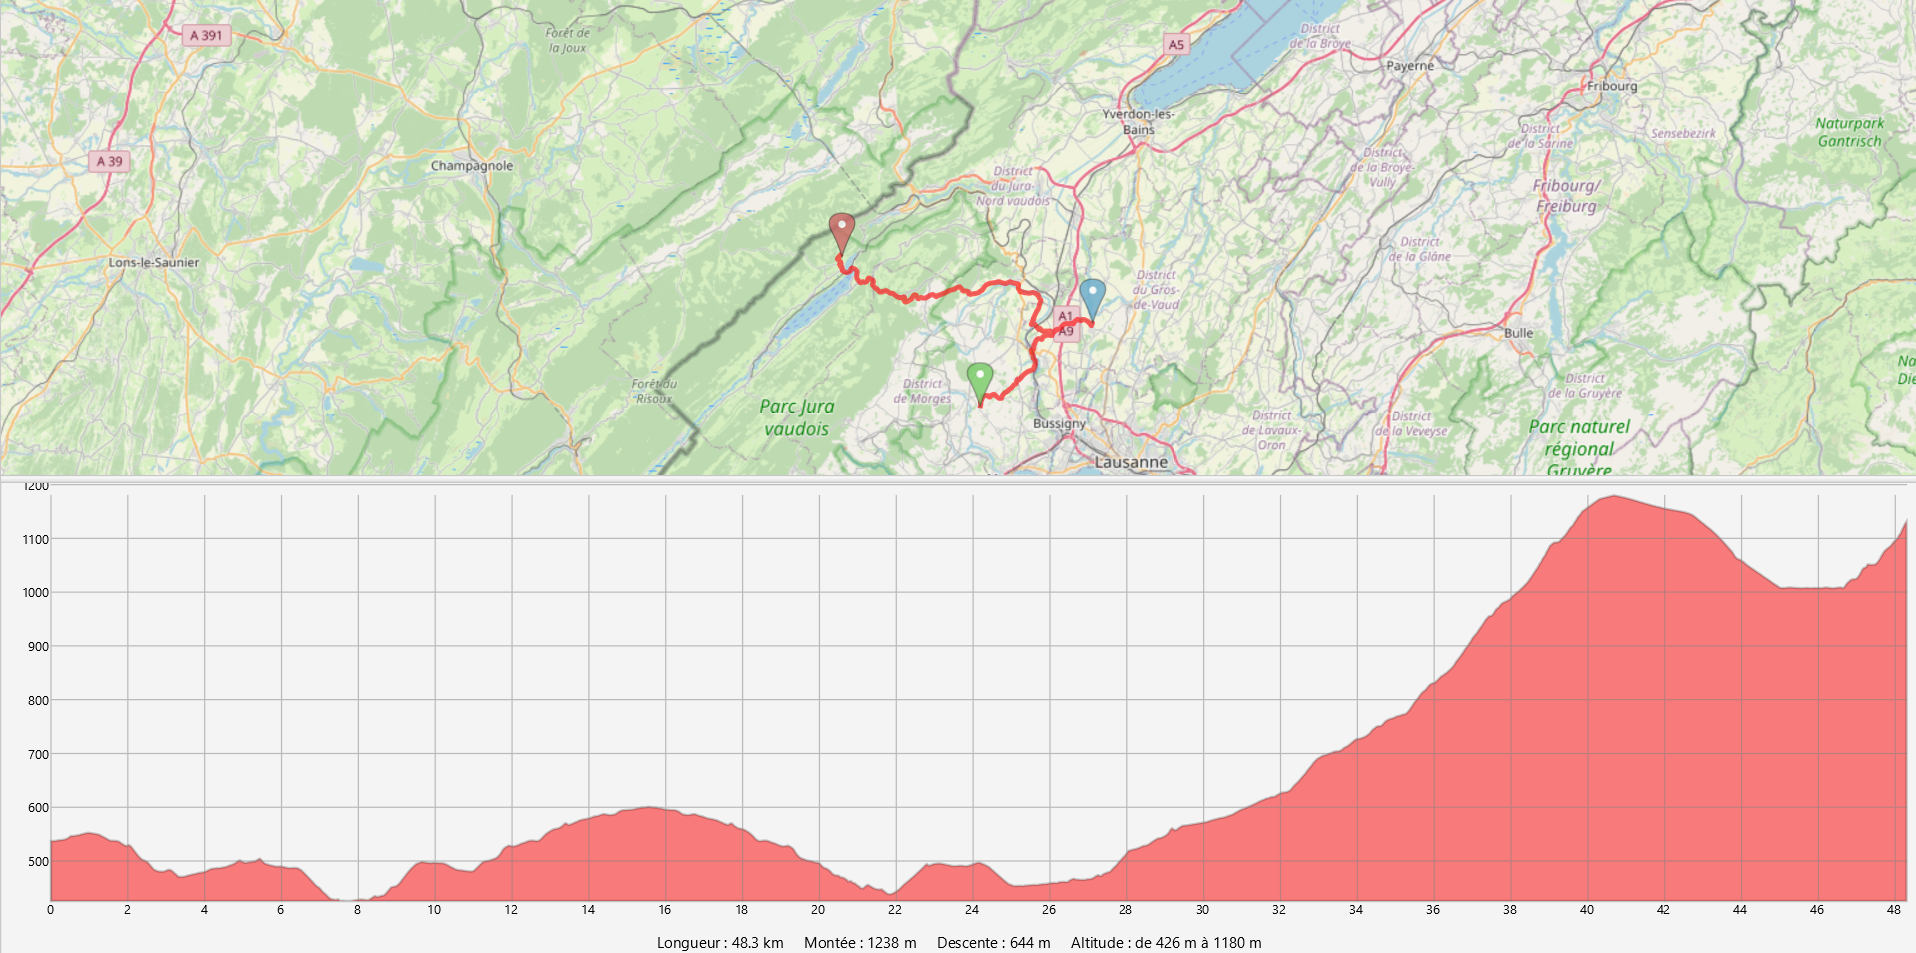 A 391
Forêt de
la Joux
A5
District
de la Broye
Payerne
Fribourg
Yverdon-les-
Bains
District
de la Sarine
Sensebezirk
Naturpark
Gantrisch
A 39
Champagnole
District
du Jura-
Nord vaudois
District
de la Broye-
Vully
Fribourg/
Freiburg
Lons-le-Saunier
District
de la Glâne
District
du Gros-
de-Vaud
A1
A9
Bulle
Forêt du
Risoux
Parc Jura
vaudois
District
de Morges
District
de la Gruyère
Na
Die
Bussigny
District
de Lavaux-
Oron
District
de la Veveyse
Parc naturel
régional
Gruyère
Lausanne
1200
1100
1000
900
800
700
600
500
0 2 4 6 8 10 12 14 16 18 20 22 24 26 28 30 32 34 36 38 40 42 44 46 48
Longueur : 48.3 km Montée : 1238 m Descente : 644 m Altitude : de 426 m à 1180 m